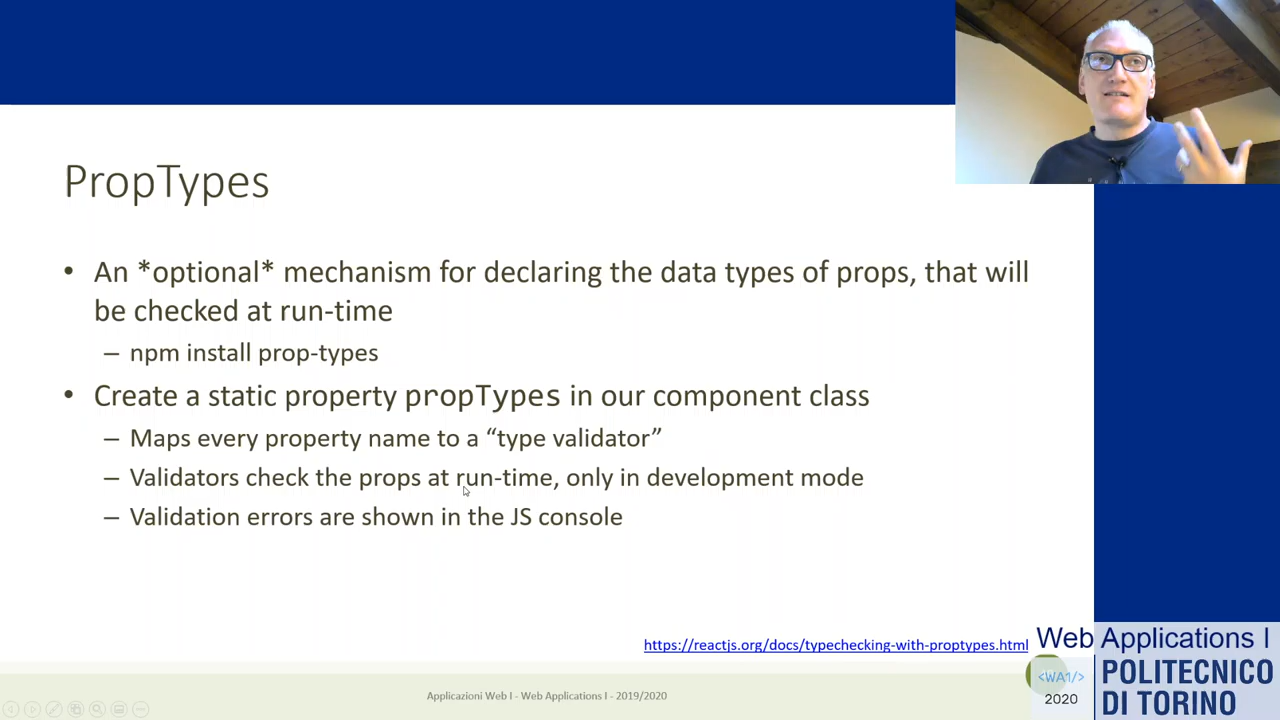 PropTypes
• An *optional* mechanism for declaring the data types of props, that will
be checked at run-time
– npm install prop-types
• Create a static property propTypes in our component class
– Maps every property name to a “type validator”
– Validators check the props at run-time, only in development mode
– Validation errors are shown in the JS console
https://reactjs.org/docs/typechecking-with-proptypes.html
Applicazioni Web I - Web Applications I - 2019/2020
Web Applications I
<WA1/>
2020
POLITECNICO
DI TORINO